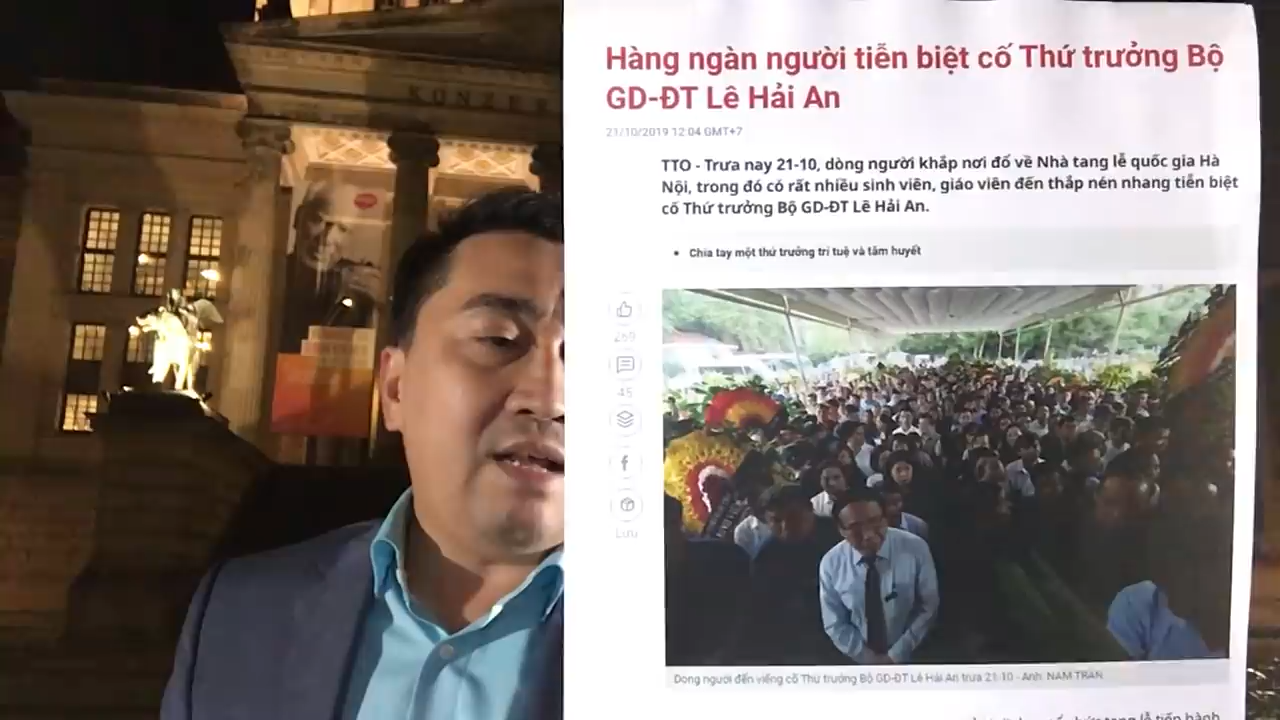 KONZER
Hàng ngàn người tiễn biệt cố Thứ trưởng Bộ
GD-ĐT Lê Hải An
21/10/2019 12:04 GMT+7
TTO - Trưa nay 21-10, dòng người khắp nơi đổ về Nhà tang lễ quốc gia Hà
Nội, trong đó có rất nhiều sinh viên, giáo viên đến thắp nén nhang tiễn biệt
cố Thứ trưởng Bộ GD-ĐT Lê Hải An.
• Chia tay một thứ trưởng trí tuệ và tâm huyết
269
45
Lưu
Dòng người đến viếng cố Thứ trưởng Bộ GD-ĐT Lê Hải An trưa 21-10 - Ảnh: NAM TRẦN